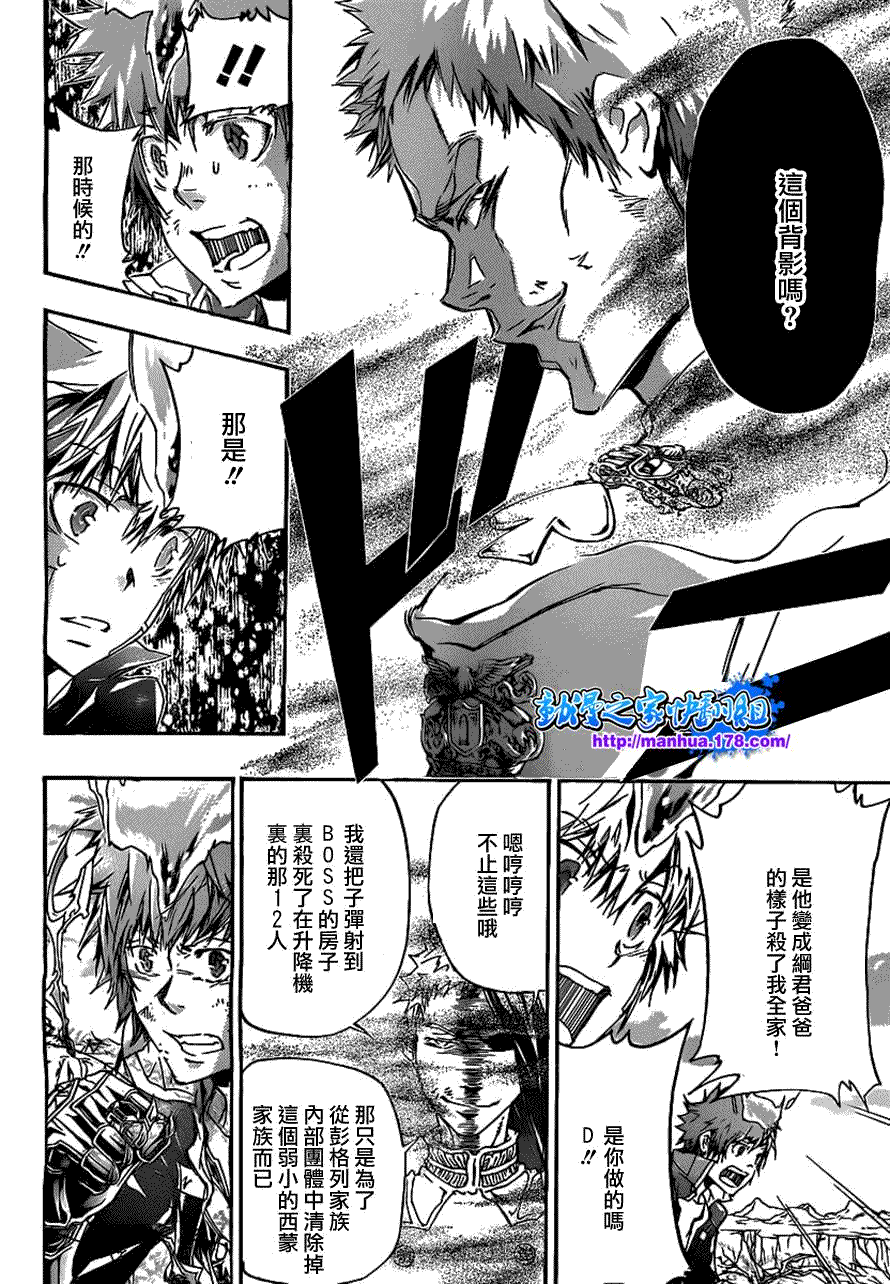 這個背影嗎?
!!
那時候的!!
那是!!
ド
動漫之家伊翻組
http://manhua.178.com/
是他變成綱君爸爸
的樣子殺了我全家!
是你做的嗎
D!!
嗯哼哼哼
不止這些哦
我還把子彈射到
BOSS的房子
裏殺死了在升降機
裏的那12人
那只是為了
從彭格列家族
內部團體中清除掉
這個弱小的西蒙
家族而已